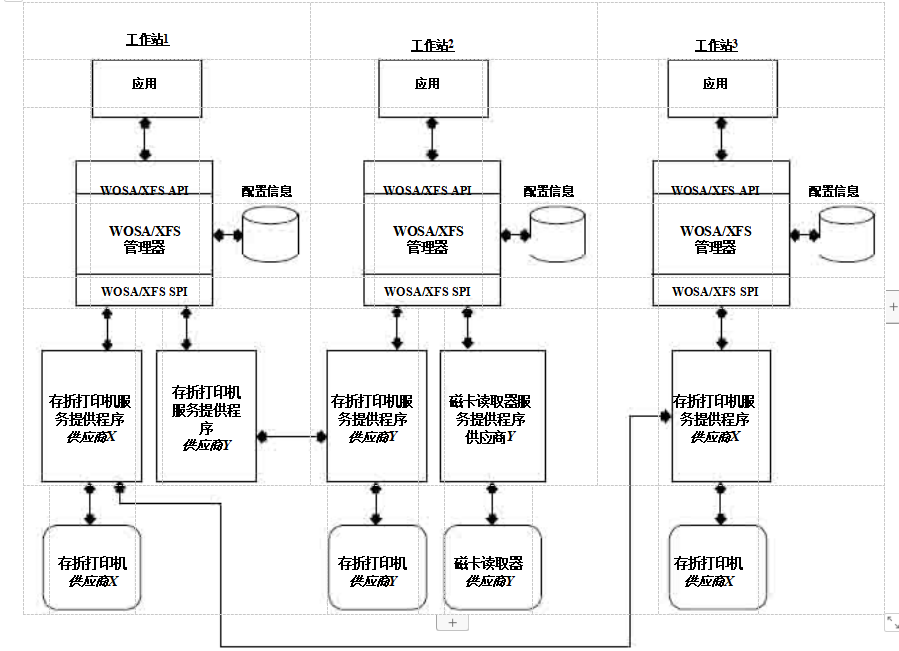 工作站1
工作站2
工作站3
应用
应用
应用
WOSA/XFS API
配置信息
WOSA/XFS API
配置信息
WOSA/XFS API
配置信息
WOSA/XFS
管理器
WOSA/XFS
管理器
WOSA/XFS
管理器
WOSA/XFS SPI
WOSA/XFS SPI
WOSA/XFS SPI
存折打印机服
务提供程序
供应商X
存折打印机
服务提供程
序
供应商Y
存折打印机服
务提供程序
供应商Y
磁卡读取器服
务提供程序
供应商Y
存折打印机服
务提供程序
供应商X
存折打印机
供应商X
存折打印机
供应商Y
磁卡读取器
供应商Y
存折打印机
供应商X